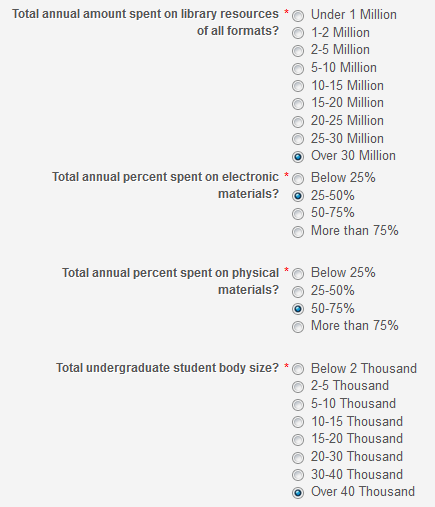 Total annual amount spent on library resources * Under 1 Million
of all formats? 1-2 Million
2-5 Million
5-10 Million
10-15 Million
15-20 Million
20-25 Million
25-30 Million
Over 30 Million
Total annual percent spent on electronic * Below 25%
materials? 25-50%
50-75%
More than 75%
Total annual percent spent on physical * Below 25%
materials? 25-50%
50-75%
More than 75%
Total undergraduate student body size? * Below 2 Thousand
2-5 Thousand
5-10 Thousand
10-15 Thousand
15-20 Thousand
20-30 Thousand
30-40 Thousand
Over 40 Thousand